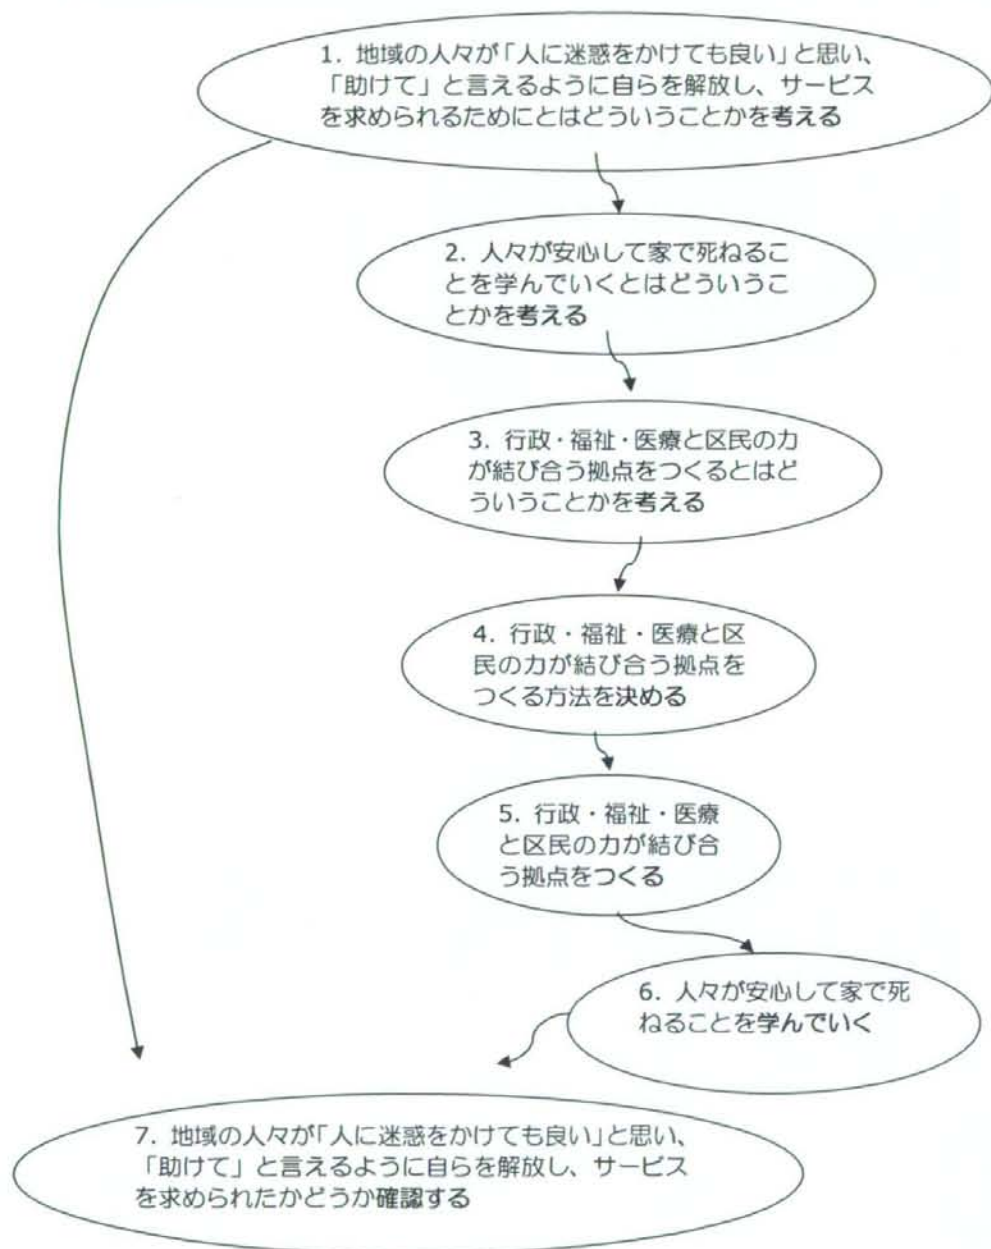 1. 地域の人々が「人に迷惑をかけても良い」と思い、
「助けて」と言えるように自らを解放し、サービス
を求められるためにとはどういうことかを考える
2. 人々が安心して家で死ねるこ
とを学んでいくとはどういうこ
とかを考える
3. 行政・福祉・医療と区民の力
が結び合う拠点をつくるとはど
ういうことかを考える
4. 行政・福祉・医療と区
民の力が結び合う拠点を
つくる方法を決める
5. 行政・福祉・医療
と区民の力が結び合
う拠点をつくる
6. 人々が安心して家で死
ねることを学んでいく
7. 地域の人々が「人に迷惑をかけても良い」と思い、
「助けて」と言えるように自らを解放し、サービス
を求められたかどうか確認する